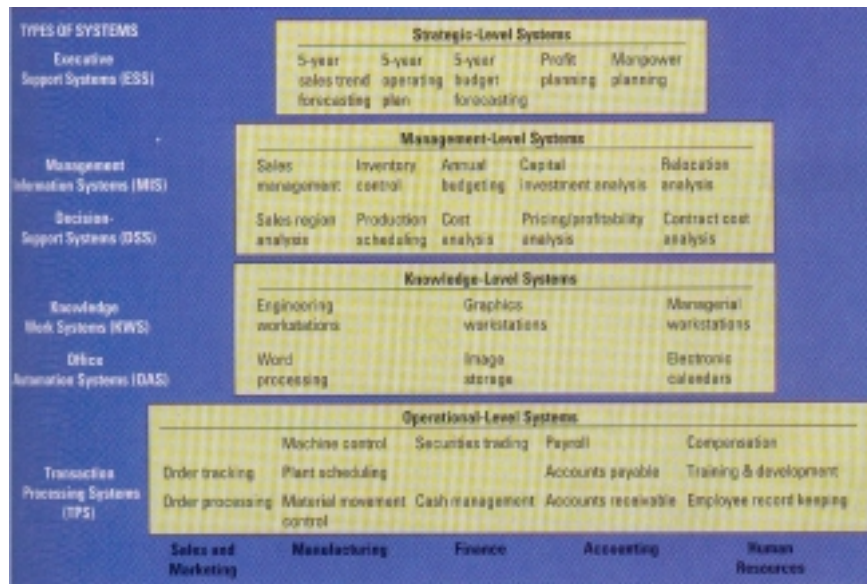 TYPES OF SYSTEMS
Strategic-Level Systems
Executive
Support Systems (ESS)
5-year 5-year 5-year Profit Manpower
sales trend operating budget planning planning
forecasting plan forecasting
Management-Level Systems
Management
Information Systems (MIS)
Sales Inventory Annual Capital Relocation
management control budgeting investment analysis analysis
Decision-
Support Systems (DSS)
Sales region Production Cost Pricing/profitability Contract cost
analysis scheduling analysis analysis analysis
Knowledge-Level Systems
Knowledge
Work Systems (KWS)
Engineering Graphics Managerial
workstations workstations workstations
Office
Automation Systems (OAS)
Word Image Electronic
processing storage calendars
Operational-Level Systems
Transaction
Processing Systems
(TPS)
Machine control Securities trading Payroll Compensation
Order tracking Plant scheduling Accounts payable Training & development
Order processing Material movement Cash management Accounts receivable Employee record keeping
control
Sales and Manufacturing Finance Accounting Human
Marketing Resources